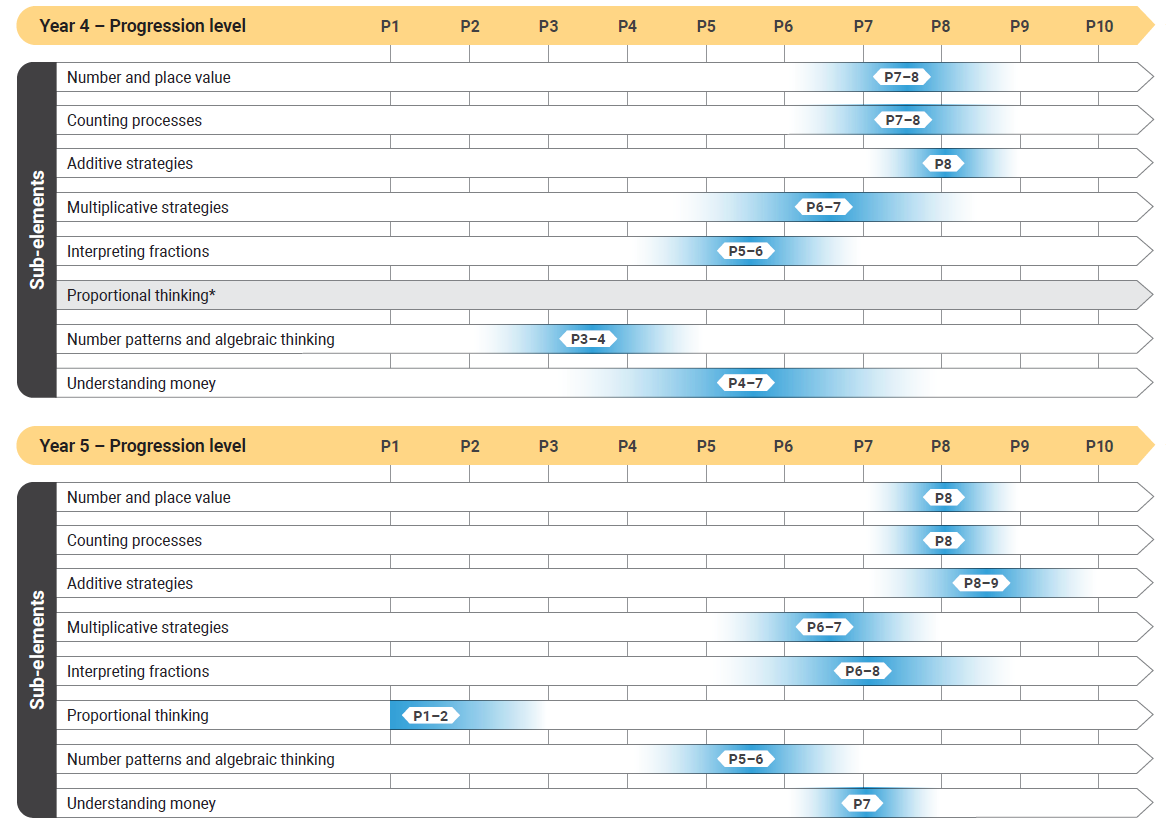 Year 4 – Progression level P1 P2 P3 P4 P5 P6 P7 P8 P9 P10
Sub-elements
Number and place value P7–8
Counting processes P7–8
Additive strategies P8
Multiplicative strategies P6–7
Interpreting fractions P5–6
Proportional thinking*
Number patterns and algebraic thinking P3–4
Understanding money P4–7
Year 5 – Progression level P1 P2 P3 P4 P5 P6 P7 P8 P9 P10
Sub-elements
Number and place value P8
Counting processes P8
Additive strategies P8–9
Multiplicative strategies P6–7
Interpreting fractions P6–8
Proportional thinking P1–2
Number patterns and algebraic thinking P5–6
Understanding money P7